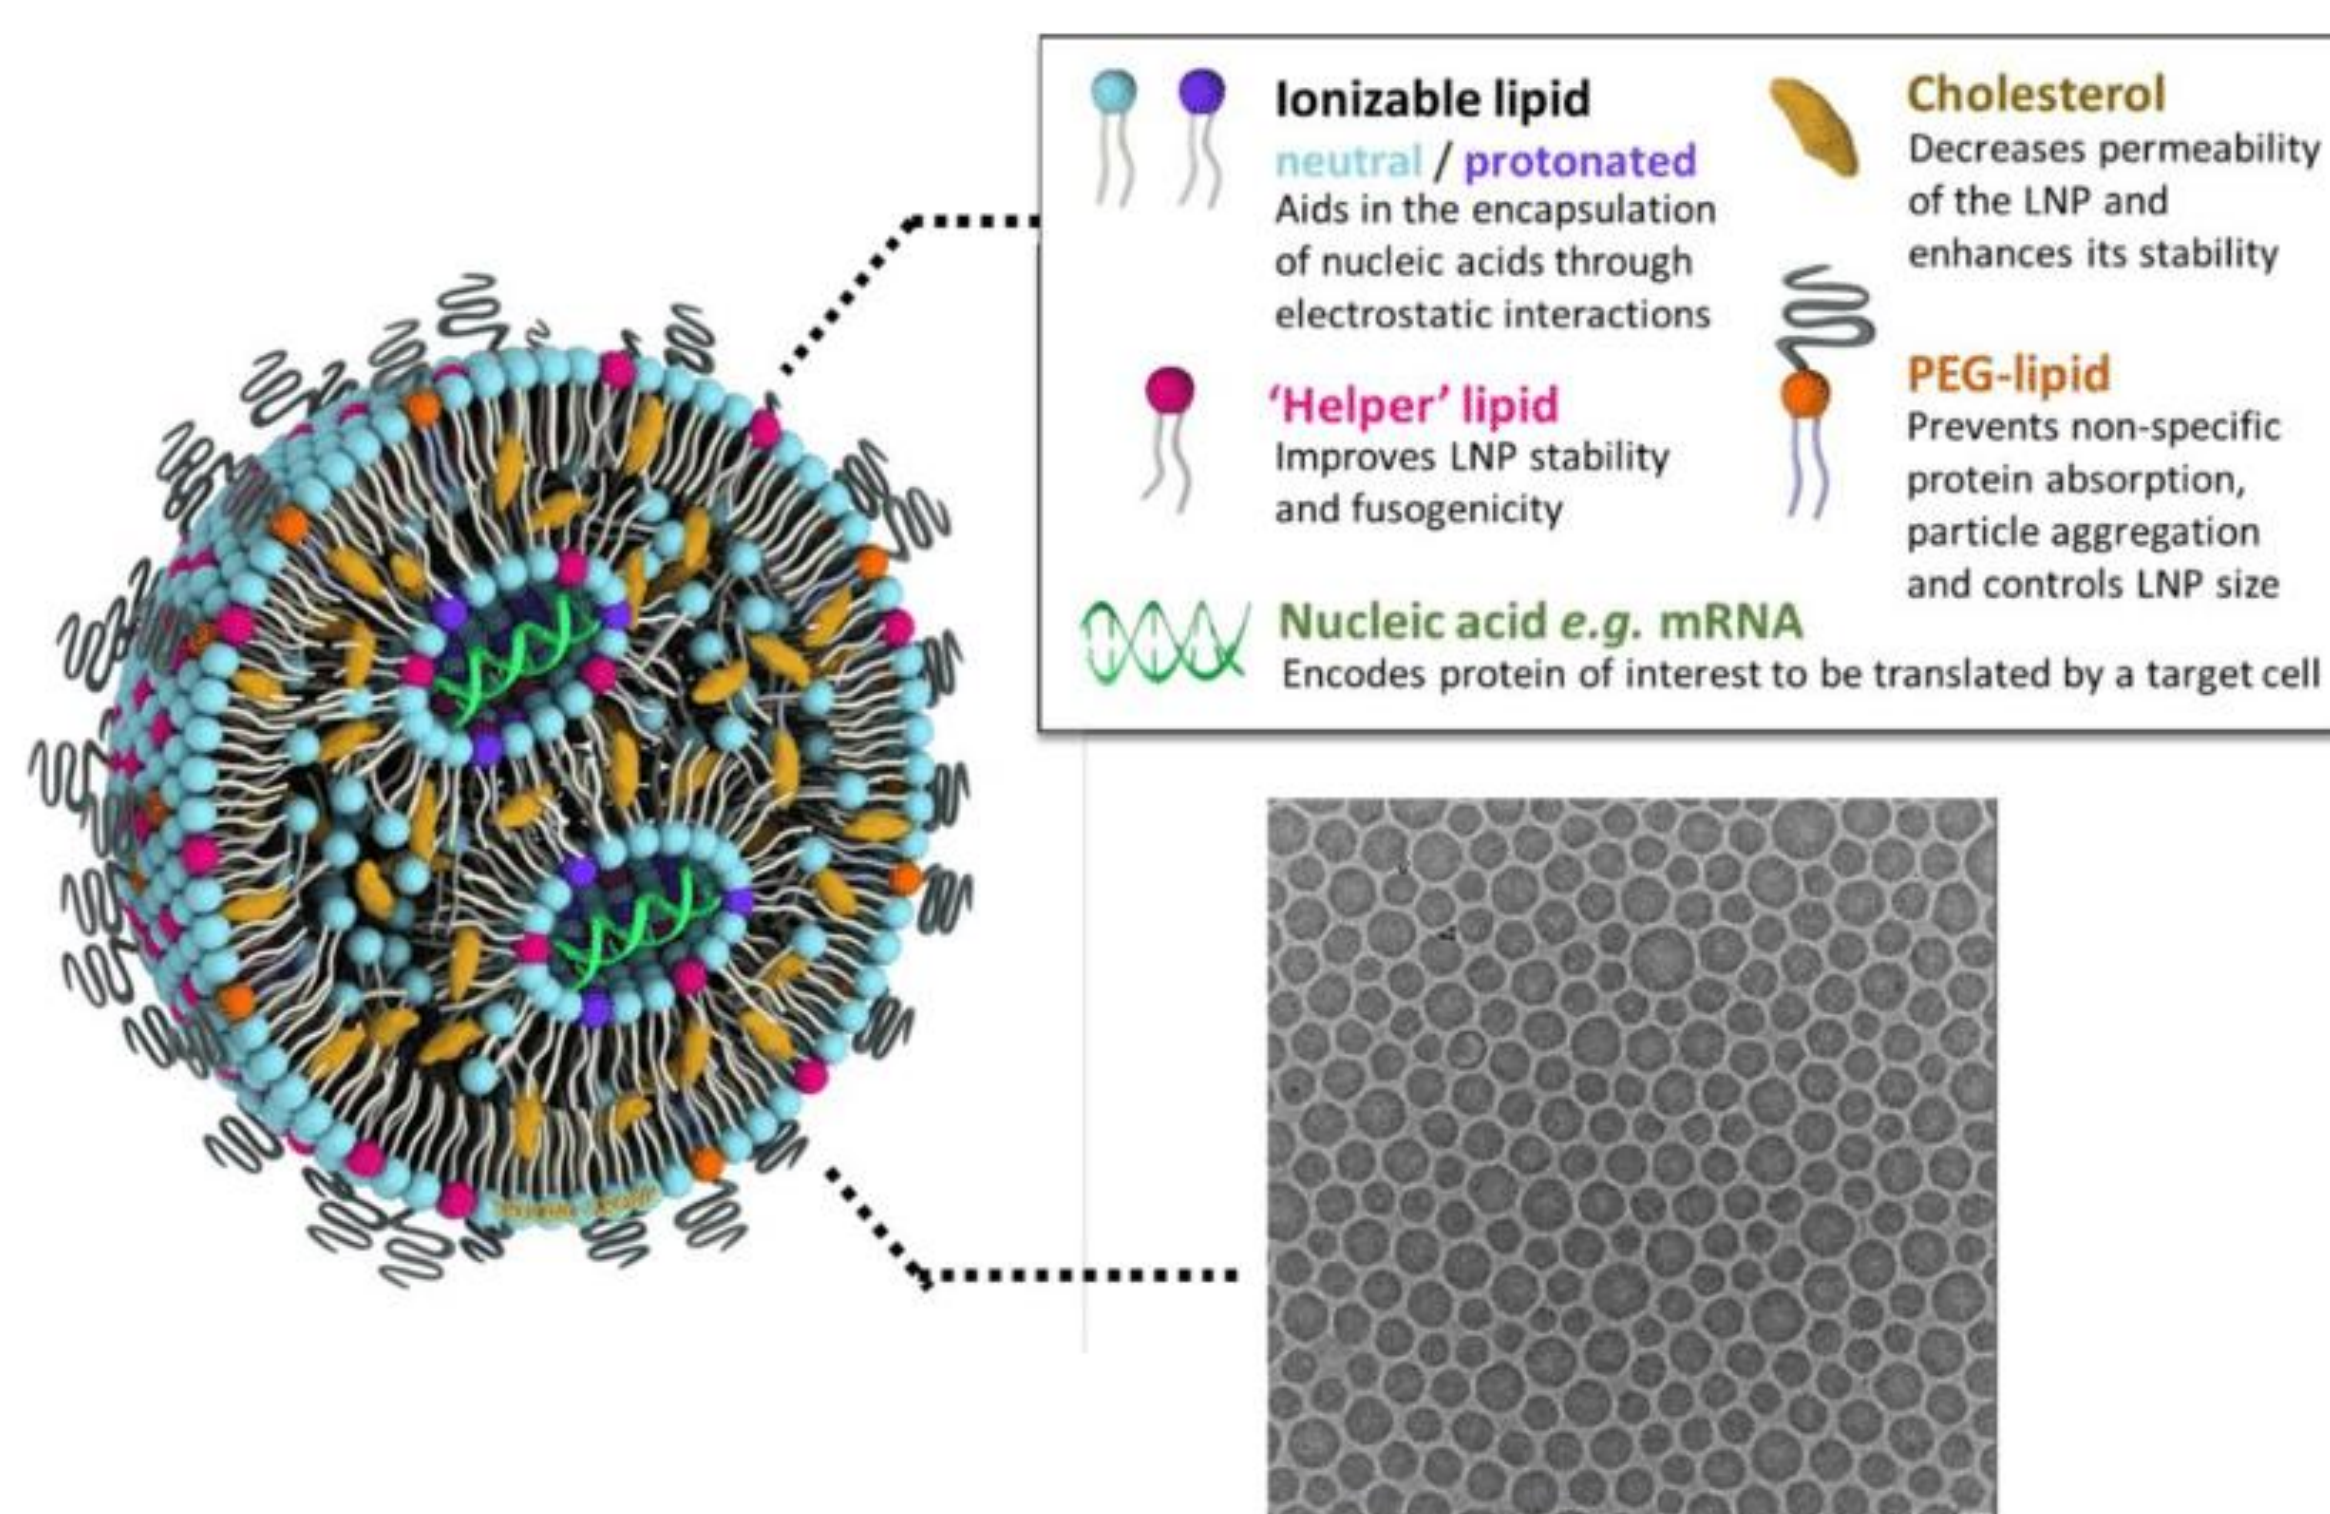 Ionizable lipid
neutral / protonated
Aids in the encapsulation
of nucleic acids through
electrostatic interactions
'Helper' lipid
Improves LNP stability
and fusogenicity
Cholesterol
Decreases permeability
of the LNP and
enhances its stability
PEG-lipid
Prevents non-specific
protein absorption,
particle aggregation
and controls LNP size
Nucleic acid e.g. mRNA
Encodes protein of interest to be translated by a target cell